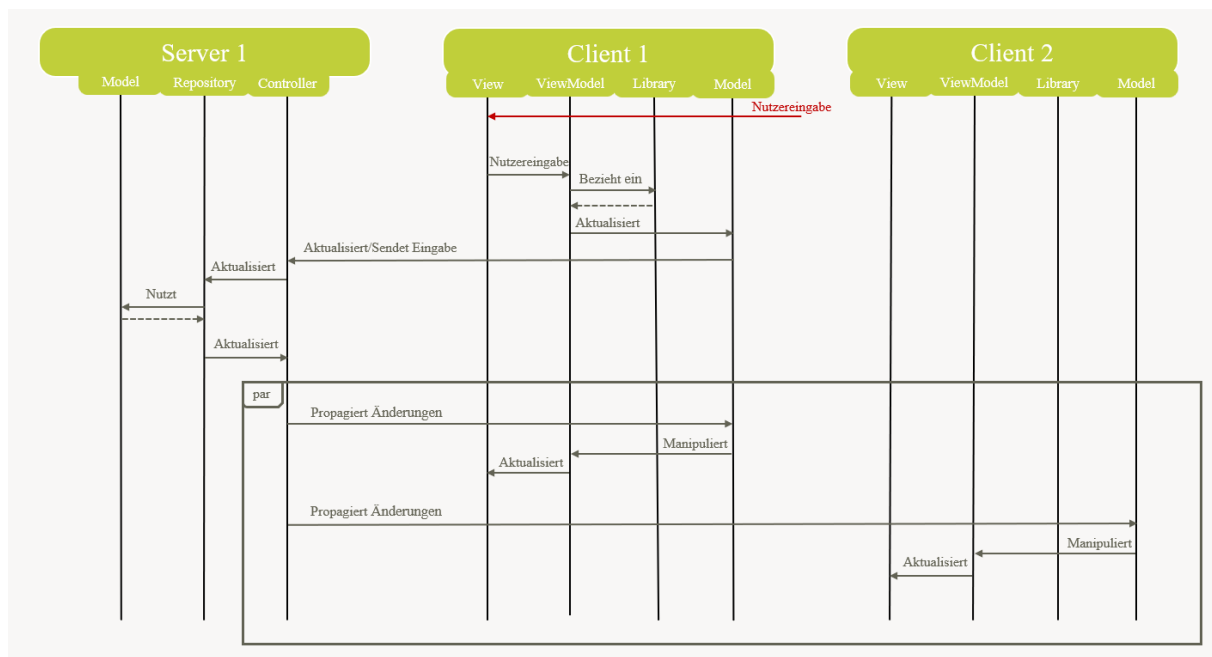 Server 1
Client 1
Client 2
Model
Repository
Controller
View
ViewModel
Library
Model
View
ViewModel
Library
Model
Nutzereingabe
Nutzereingabe
Bezieht ein
Aktualisiert
Aktualisiert/Sendet Eingabe
Aktualisiert
Nutzt
Aktualisiert
par
Propagiert Änderungen
Manipuliert
Aktualisiert
Propagiert Änderungen
Manipuliert
Aktualisiert